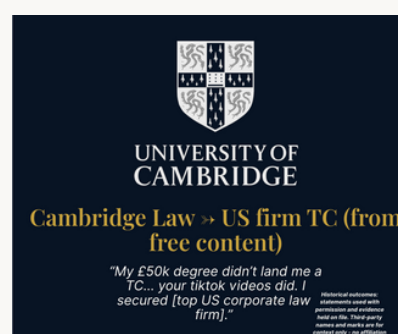 UNIVERSITY OF
CAMBRIDGE
Cambridge Law ➳ US firm TC (from
free content)
“My £50k degree didn’t land me a
TC... your tiktok videos did. I
secured [top US corporate law
firm].”
Historical outcomes:
statements used with
permission and evidence
held on file. Third-party
names and marks are for
context only - no affiliation